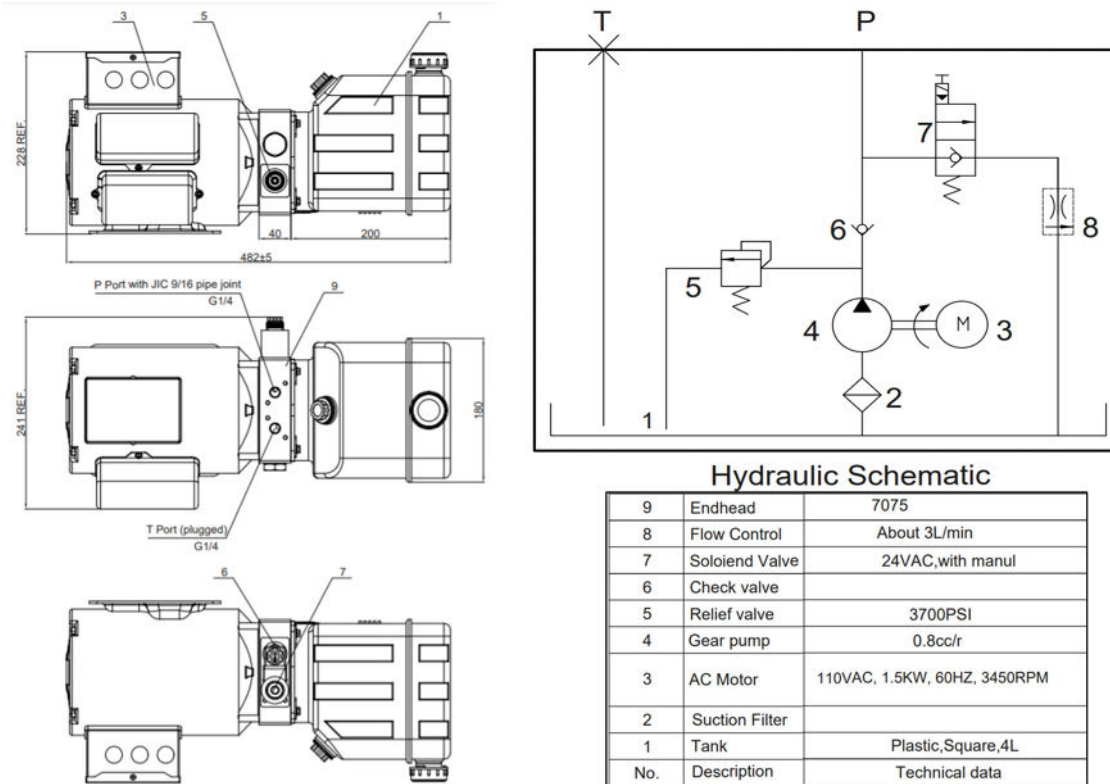 3
5
1
228 REF.
40
200
482±5
P Port with JIC 9/16 pipe joint
G1/4
9
241 REF.
180
T Port (plugged)
G1/4
6
7
T
P
7
6
8
5
4
M
3
2
1
Hydraulic Schematic
9 Endhead 7075
8 Flow Control About 3L/min
7 Soloiend Valve 24VAC,with manul
6 Check valve
5 Relief valve 3700PSI
4 Gear pump 0.8cc/r
3 AC Motor 110VAC, 1.5KW, 60HZ, 3450RPM
2 Suction Filter
1 Tank Plastic,Square,4L
No. Description Technical data